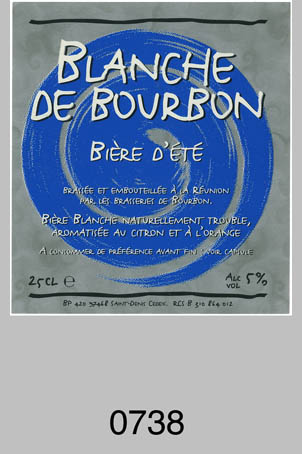 BLANCHE
DE BOURBON
BIÈRE D'ÉTÉ
BRASSÉE ET EMBOUTEILLÉE À LA RÉUNION
PAR LES BRASSERIES DE BOURBON.
BIÈRE BLANCHE NATURELLEMENT TROUBLE,
AROMATISÉE AU CITRON ET À L'ORANGE
A CONSOMMER DE PRÉFÉRENCE AVANT FIN : VOIR CAPSULE
25CL ℮
ALC 5%
VOL
BP 420 97468 SAINT-DENIS CEDEX. RCS B 310 864 012
0738